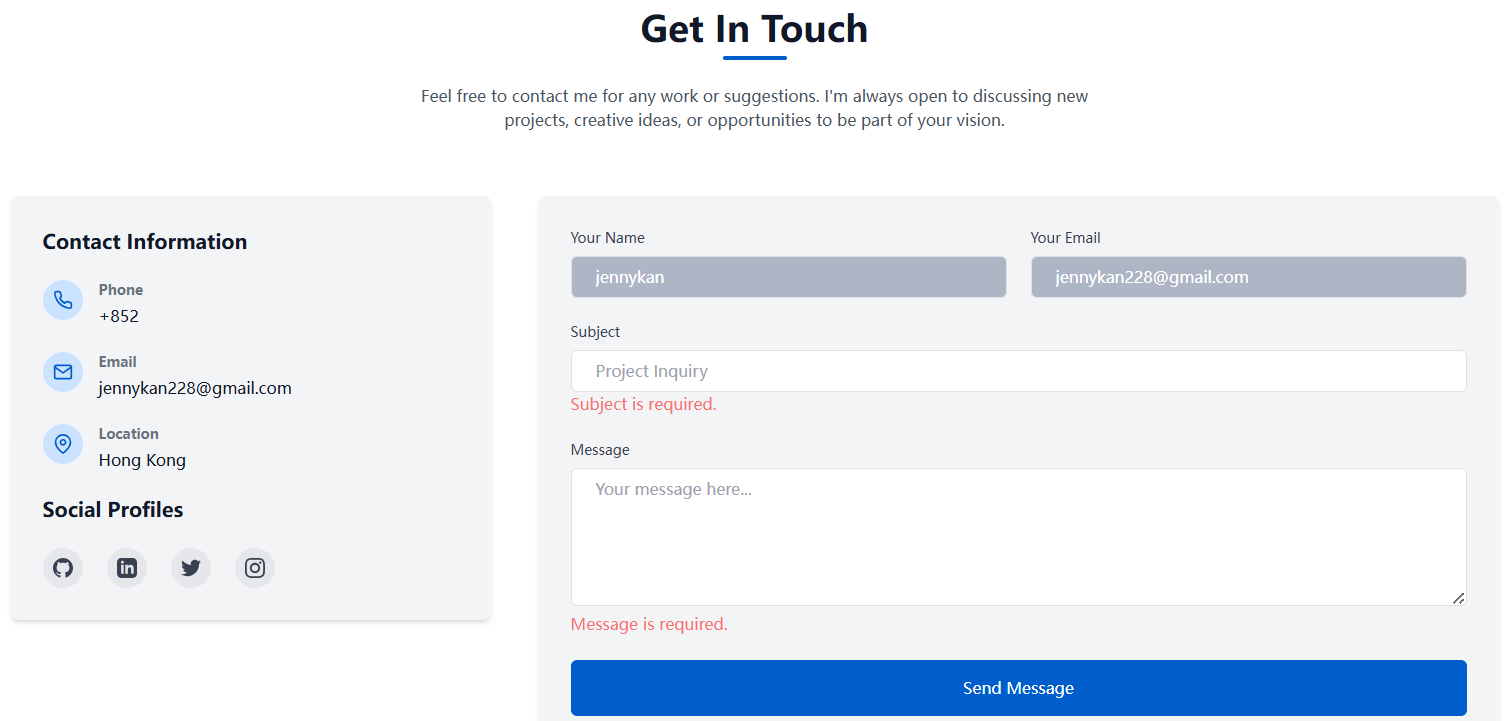 Get In Touch
Feel free to contact me for any work or suggestions. I'm always open to discussing new
projects, creative ideas, or opportunities to be part of your vision.
Contact Information
Phone
+852
Email
jennykan228@gmail.com
Location
Hong Kong
Social Profiles
in
Your Name
jennykan
Your Email
jennykan228@gmail.com
Subject
Project Inquiry
Subject is required.
Message
Your message here...
Message is required.
Send Message